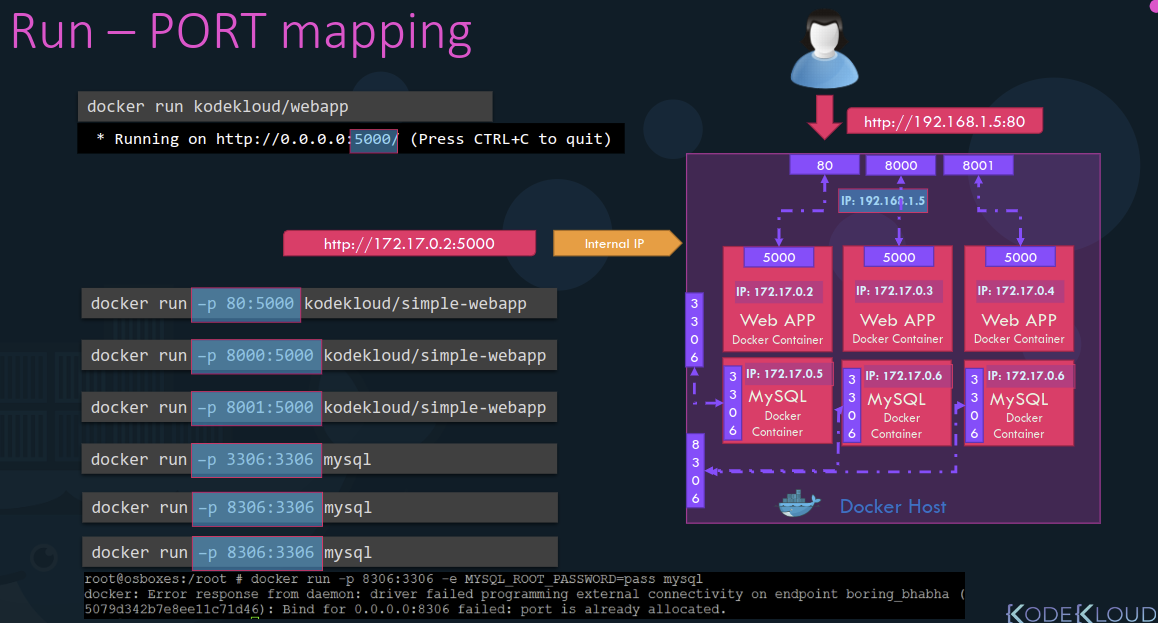 Run – PORT mapping
docker run kodekloud/webapp
* Running on http://0.0.0.0:5000/ (Press CTRL+C to quit)
http://192.168.1.5:80
80
8000
8001
IP: 192.168.1.5
http://172.17.0.2:5000
Internal IP
5000
5000
5000
IP: 172.17.0.2
IP: 172.17.0.3
IP: 172.17.0.4
Web APP
Docker Container
Web APP
Docker Container
Web APP
Docker Container
3306
3306
IP: 172.17.0.5
MySQL
Docker
Container
3306
IP: 172.17.0.6
MySQL
Docker
Container
3306
IP: 172.17.0.6
MySQL
Docker
Container
8306
Docker Host
docker run -p 80:5000 kodekloud/simple-webapp
docker run -p 8000:5000 kodekloud/simple-webapp
docker run -p 8001:5000 kodekloud/simple-webapp
docker run -p 3306:3306 mysql
docker run -p 8306:3306 mysql
docker run -p 8306:3306 mysql
root@osboxes:/root # docker run -p 8306:3306 -e MYSQL_ROOT_PASSWORD=pass mysql
docker: Error response from daemon: driver failed programming external connectivity on endpoint boring_bhabha (
5079d342b7e8ee11c71d46): Bind for 0.0.0.0:8306 failed: port is already allocated.
KODEKLOUD